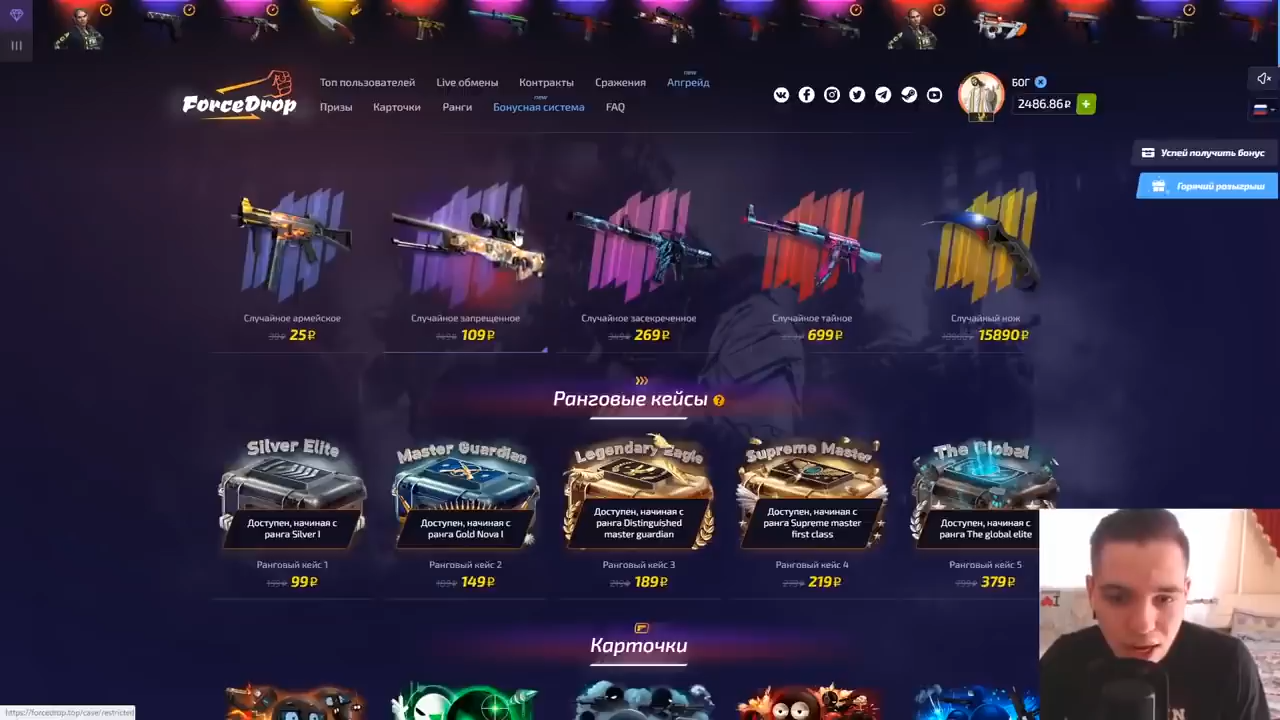 ForceDrop
Топ пользователей
Live обмены
Контракты
Сражения
new
Апгрейд
Призы
Карточки
Ранги
new
Бонусная система
FAQ
БОГ
2486.86₽
+
Успей получить бонус
Горячий розыгрыш
Случайное армейское
25₽
Случайное запрещенное
109₽
Случайное засекреченное
269₽
Случайное тайное
699₽
Случайный нож
15890₽
Ранговые кейсы ?
Silver Elite
Доступен, начиная с
ранга Silver I
Ранговый кейс 1
99₽
Master Guardian
Доступен, начиная с
ранга Gold Nova I
Ранговый кейс 2
149₽
Legendary Eagle
Доступен, начиная с
ранга Distinguished
master guardian
Ранговый кейс 3
189₽
Supreme Master
Доступен, начиная с
ранга Supreme master
first class
Ранговый кейс 4
219₽
The Global
Доступен, начиная с
ранга The global elite
Ранговый кейс 5
379₽
Карточки
https://forcedrop.top/case/restricted